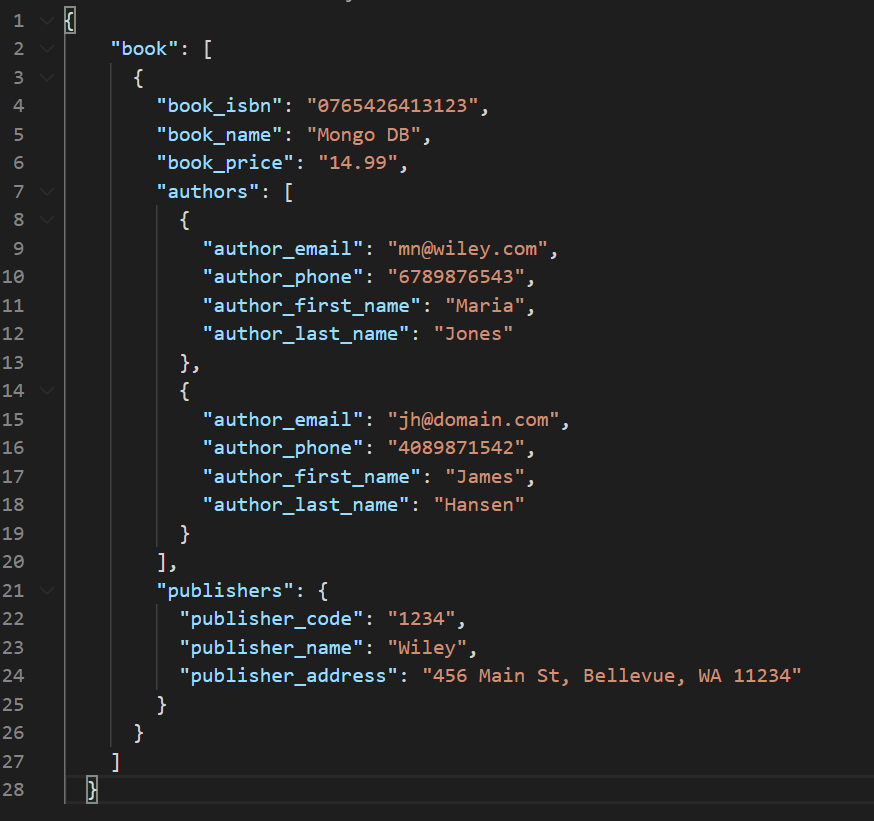 1 {
2     "book": [
3       {
4         "book_isbn": "0765426413123",
5         "book_name": "Mongo DB",
6         "book_price": "14.99",
7         "authors": [
8           {
9             "author_email": "mn@wiley.com",
10             "author_phone": "6789876543",
11             "author_first_name": "Maria",
12             "author_last_name": "Jones"
13           },
14           {
15             "author_email": "jh@domain.com",
16             "author_phone": "4089871542",
17             "author_first_name": "James",
18             "author_last_name": "Hansen"
19           }
20         ],
21         "publishers": {
22           "publisher_code": "1234",
23           "publisher_name": "Wiley",
24           "publisher_address": "456 Main St, Bellevue, WA 11234"
25         }
26       }
27     ]
28   }